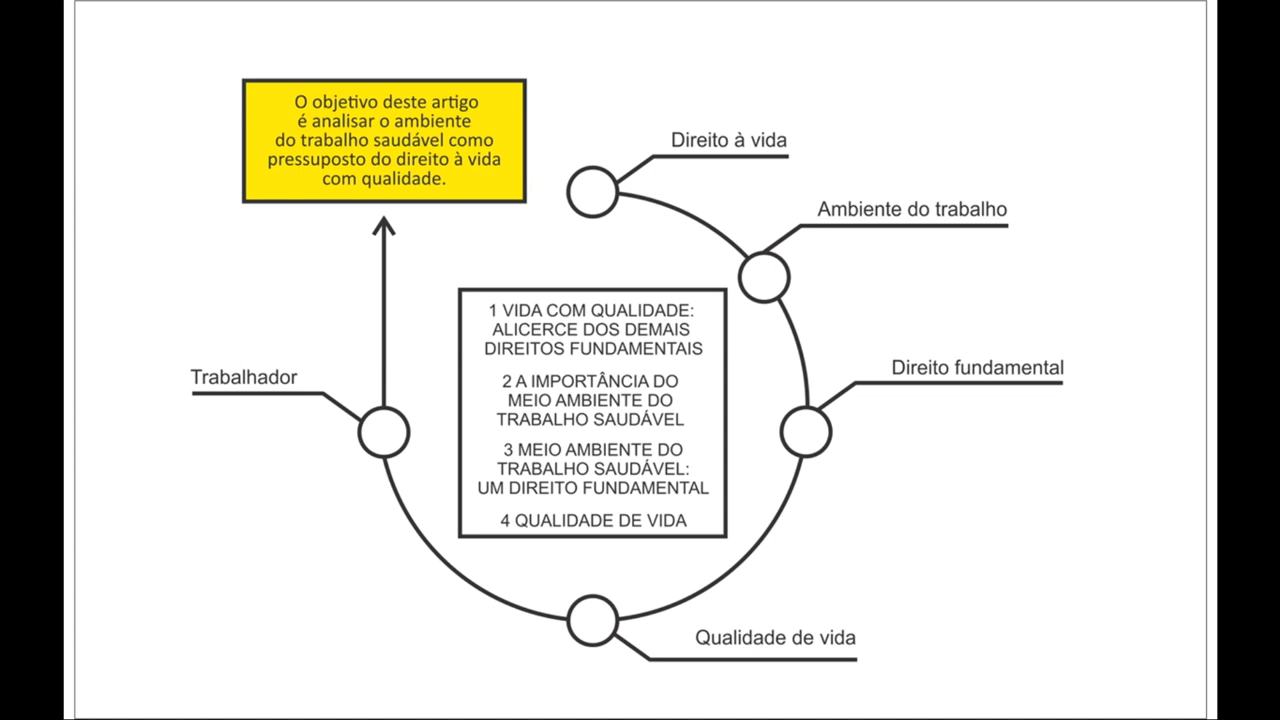 O objetivo deste artigo
é analisar o ambiente
do trabalho saudável como
pressuposto do direito à vida
com qualidade.
Direito à vida
Ambiente do trabalho
Direito fundamental
Qualidade de vida
Trabalhador
1 VIDA COM QUALIDADE:
ALICERCE DOS DEMAIS
DIREITOS FUNDAMENTAIS
2 A IMPORTÂNCIA DO
MEIO AMBIENTE DO
TRABALHO SAUDÁVEL
3 MEIO AMBIENTE DO
TRABALHO SAUDÁVEL:
UM DIREITO FUNDAMENTAL
4 QUALIDADE DE VIDA